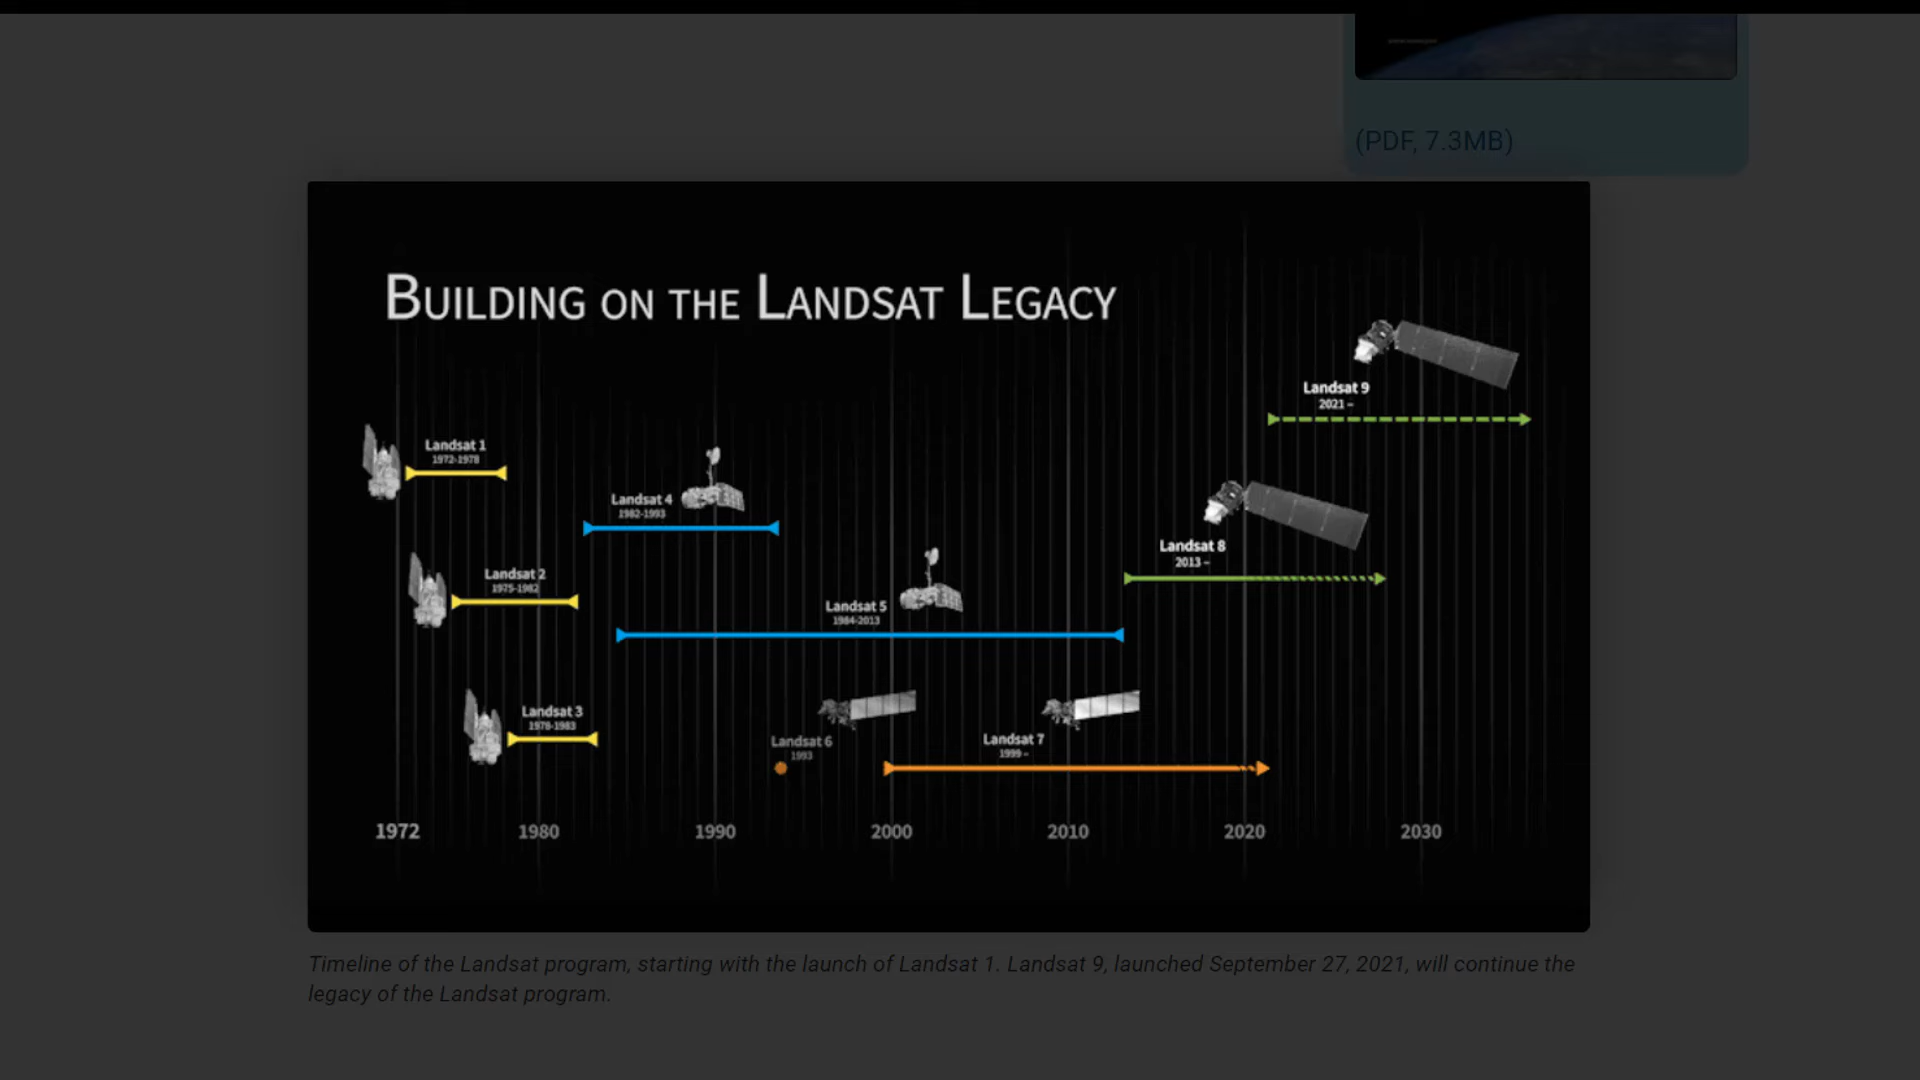 (PDF, 7.3MB)
BUILDING ON THE LANDSAT LEGACY
Landsat 9
2021 –
Landsat 1
1972-1978
Landsat 4
1982-1993
Landsat 8
2013 –
Landsat 2
1975-1982
Landsat 5
1984-2013
Landsat 3
1978-1983
Landsat 6
1993
Landsat 7
1999 –
1972 1980 1990 2000 2010 2020 2030
Timeline of the Landsat program, starting with the launch of Landsat 1. Landsat 9, launched September 27, 2021, will continue the
legacy of the Landsat program.